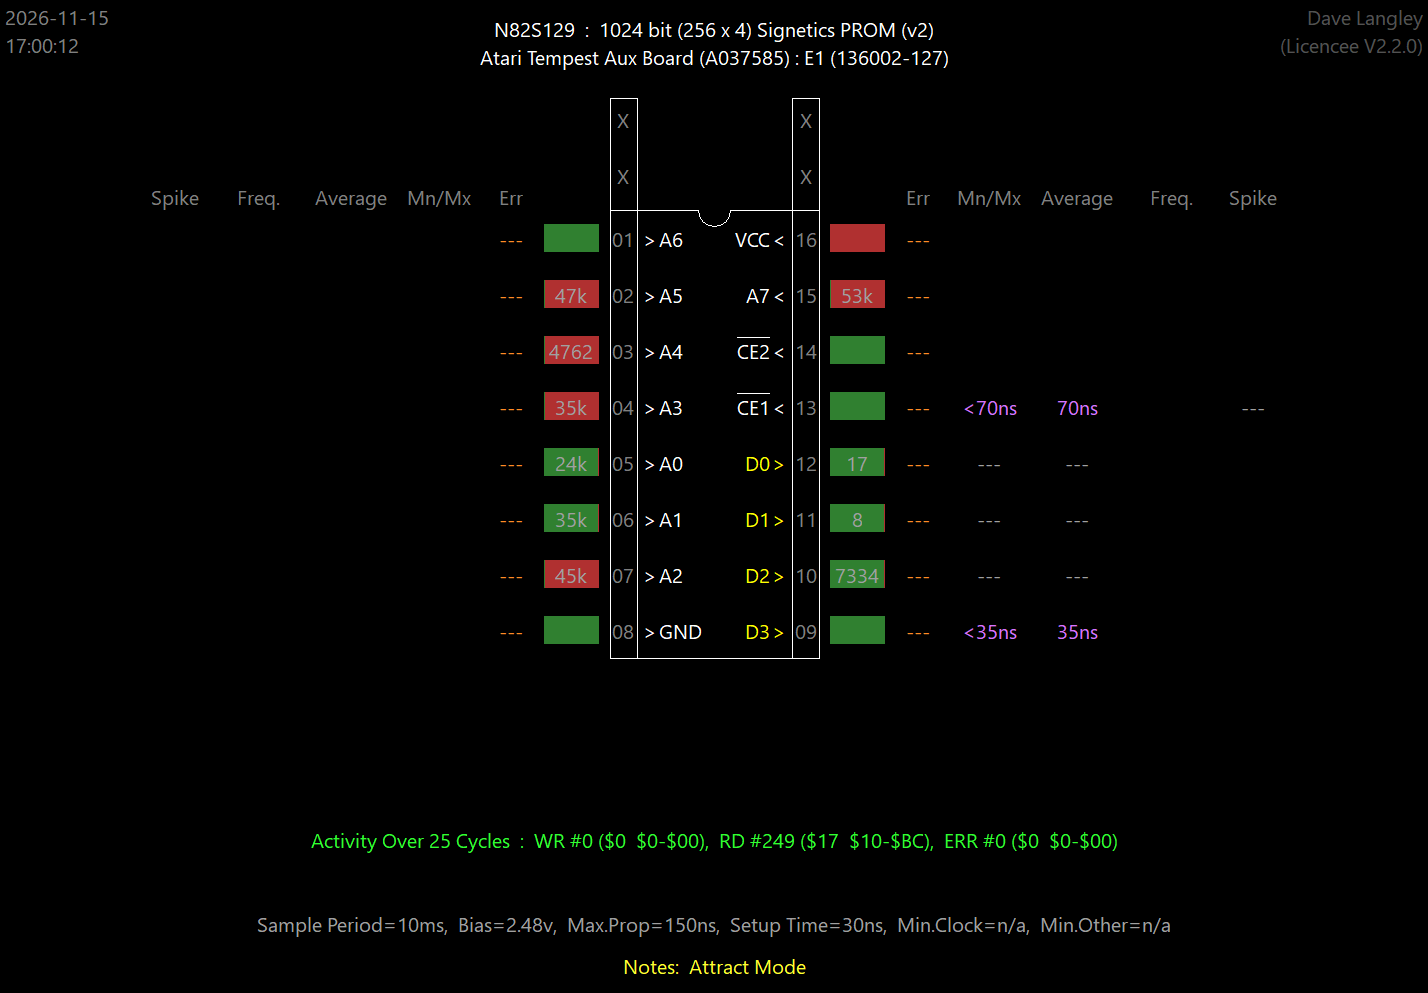 2026-11-15
17:00:12
N82S129 : 1024 bit (256 x 4) Signetics PROM (v2)
Atari Tempest Aux Board (A037585) : E1 (136002-127)
Dave Langley
(Licencee V2.2.0)
X X
X X
Spike Freq. Average Mn/Mx Err Err Mn/Mx Average Freq. Spike
--- 01 > A6 VCC < 16 ---
--- 47k 02 > A5 A7 < 15 53k ---
--- 4762 03 > A4 CE2 < 14 ---
--- 35k 04 > A3 CE1 < 13 --- <70ns 70ns ---
--- 24k 05 > A0 D0 > 12 17 --- --- ---
--- 35k 06 > A1 D1 > 11 8 --- --- ---
--- 45k 07 > A2 D2 > 10 7334 --- --- ---
--- 08 > GND D3 > 09 --- <35ns 35ns
Activity Over 25 Cycles : WR #0 ($0 $0-$00), RD #249 ($17 $10-$BC), ERR #0 ($0 $0-$00)
Sample Period=10ms, Bias=2.48v, Max.Prop=150ns, Setup Time=30ns, Min.Clock=n/a, Min.Other=n/a
Notes: Attract Mode